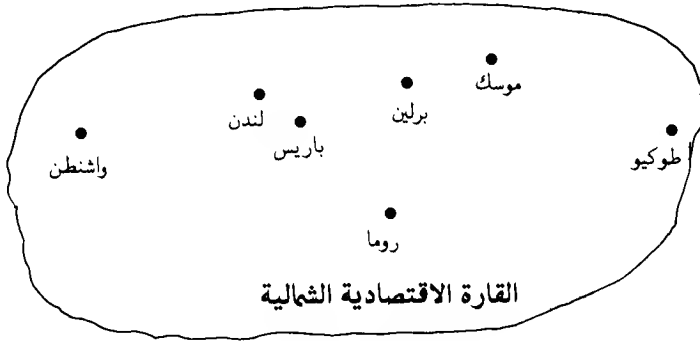 موسك
برلين
لندن
باريس
طوكيو
واشنطن
روما
القارة الاقتصادية الشمالية